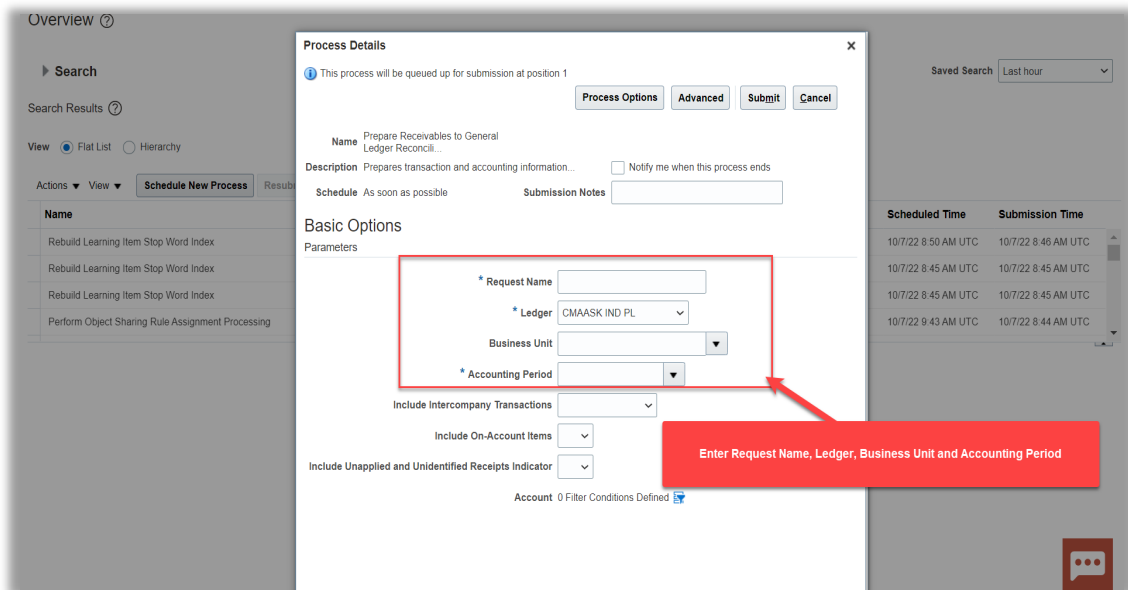 Overview
Process Details
This process will be queued up for submission at position 1
Search
Saved Search Last hour
Process Options Advanced Submit Cancel
Search Results
Name Prepare Receivables to General
Ledger Reconcili...
View Flat List Hierarchy
Description Prepares transaction and accounting information... Notify me when this process ends
Actions View Schedule New Process Resub
Schedule As soon as possible Submission Notes
Name Scheduled Time Submission Time
Basic Options
Rebuild Learning Item Stop Word Index 10/7/22 8:50 AM UTC 10/7/22 8:46 AM UTC
Parameters
Rebuild Learning Item Stop Word Index 10/7/22 8:45 AM UTC 10/7/22 8:45 AM UTC
* Request Name
Rebuild Learning Item Stop Word Index 10/7/22 8:45 AM UTC 10/7/22 8:45 AM UTC
* Ledger CMAASK IND PL
Perform Object Sharing Rule Assignment Processing 10/7/22 9:43 AM UTC 10/7/22 8:44 AM UTC
Business Unit
* Accounting Period
Include Intercompany Transactions
Include On-Account Items
Enter Request Name, Ledger, Business Unit and Accounting Period
Include Unapplied and Unidentified Receipts Indicator
Account 0 Filter Conditions Defined